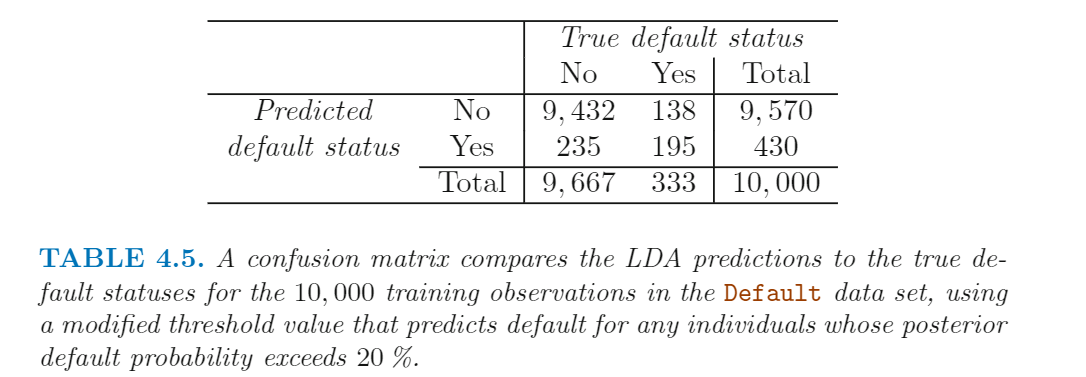 True default status
No Yes Total
Predicted No 9,432 138 9,570
default status Yes 235 195 430
Total 9,667 333 10,000
TABLE 4.5. A confusion matrix compares the LDA predictions to the true de-
fault statuses for the 10,000 training observations in the Default data set, using
a modified threshold value that predicts default for any individuals whose posterior
default probability exceeds 20 %.